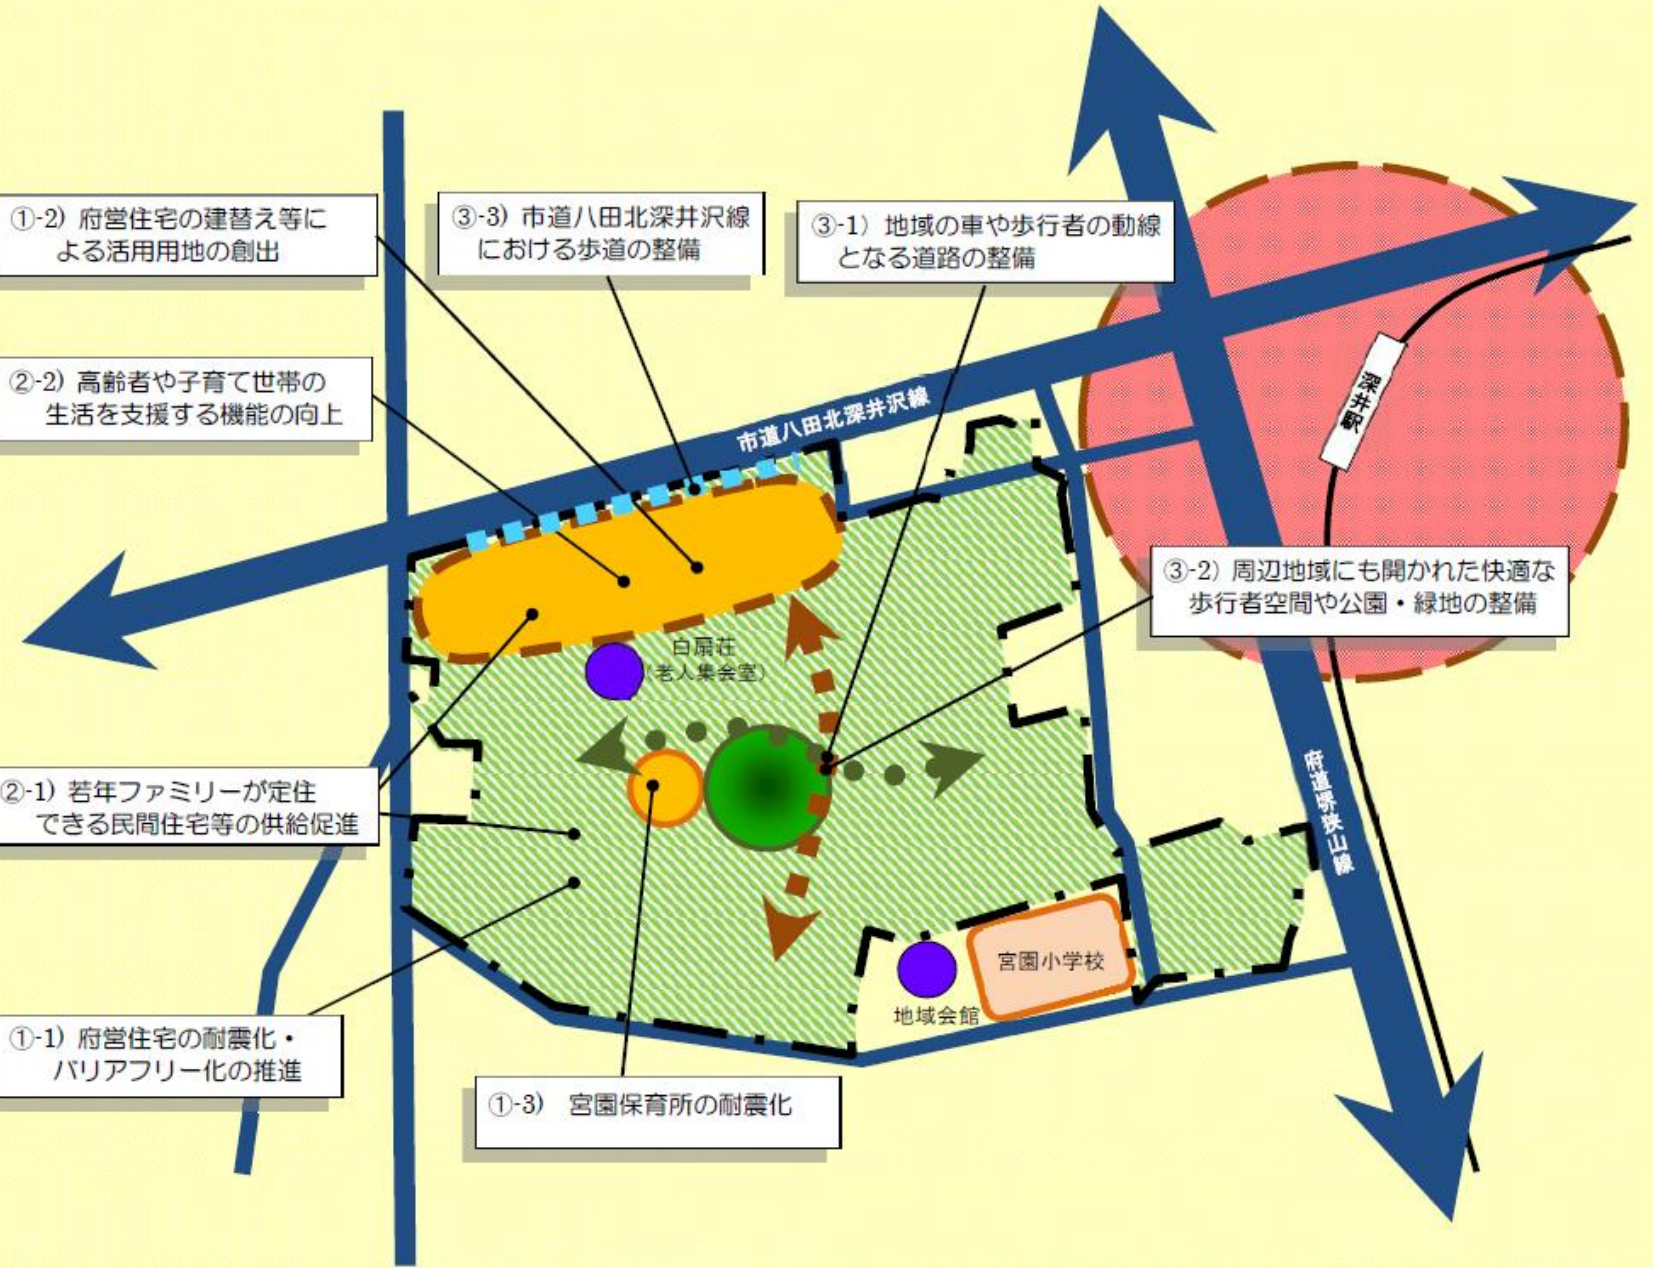 ①-2) 府営住宅の建替え等に
よる活用用地の創出
③-3) 市道八田北深井沢線
における歩道の整備
③-1) 地域の車や歩行者の動線
となる道路の整備
②-2) 高齢者や子育て世帯の
生活を支援する機能の向上
深井駅
市道八田北深井沢線
③-2) 周辺地域にも開かれた快適な
歩行者空間や公園・緑地の整備
白扇荘
(老人集会室)
②-1) 若年ファミリーが定住
できる民間住宅等の供給促進
府道堺狭山線
宮園小学校
地域会館
①-1) 府営住宅の耐震化・
バリアフリー化の推進
①-3) 宮園保育所の耐震化